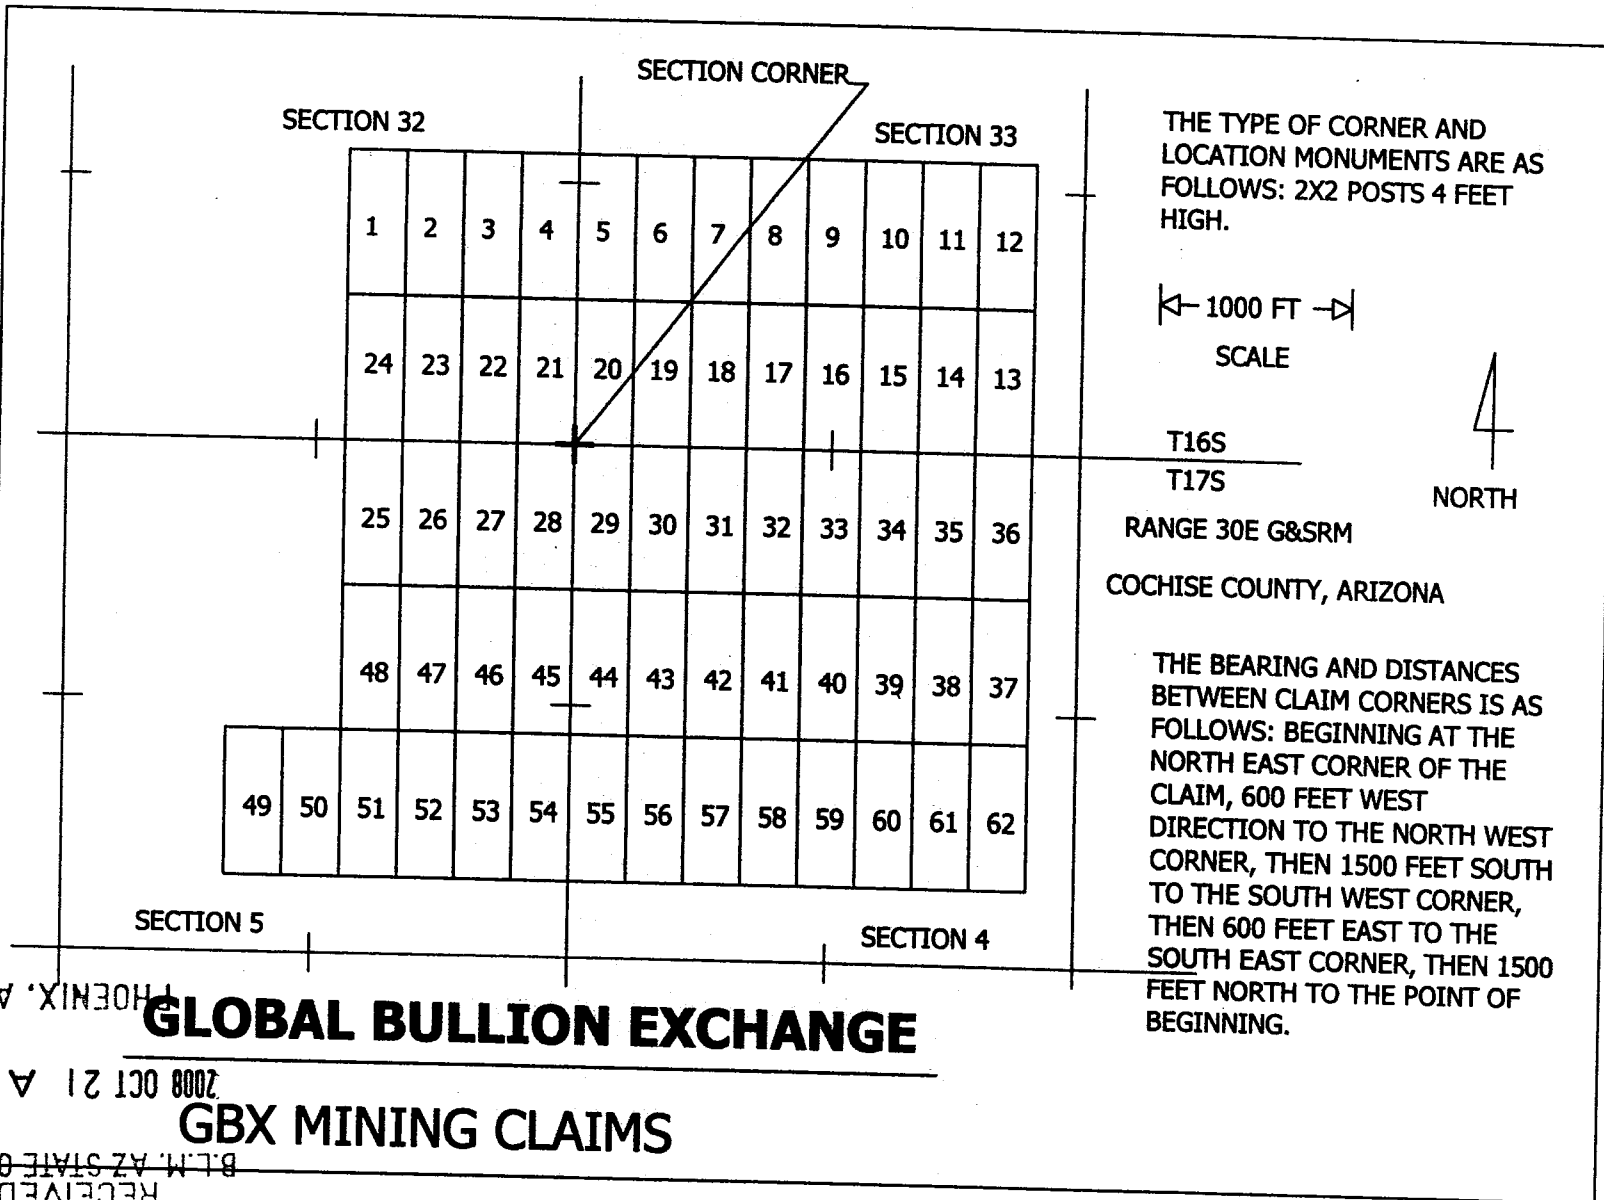 SECTION CORNER
SECTION 32
SECTION 33
1 2 3 4 5 6 7 8 9 10 11 12
24 23 22 21 20 19 18 17 16 15 14 13
25 26 27 28 29 30 31 32 33 34 35 36
48 47 46 45 44 43 42 41 40 39 38 37
49 50 51 52 53 54 55 56 57 58 59 60 61 62
SECTION 5
SECTION 4
THE TYPE OF CORNER AND
LOCATION MONUMENTS ARE AS
FOLLOWS: 2X2 POSTS 4 FEET
HIGH.
1000 FT
SCALE
T16S
T17S
NORTH
RANGE 30E G&SRM
COCHISE COUNTY, ARIZONA
THE BEARING AND DISTANCES
BETWEEN CLAIM CORNERS IS AS
FOLLOWS: BEGINNING AT THE
NORTH EAST CORNER OF THE
CLAIM, 600 FEET WEST
DIRECTION TO THE NORTH WEST
CORNER, THEN 1500 FEET SOUTH
TO THE SOUTH WEST CORNER,
THEN 600 FEET EAST TO THE
SOUTH EAST CORNER, THEN 1500
FEET NORTH TO THE POINT OF
BEGINNING.
PHOENIX, A
GLOBAL BULLION EXCHANGE
2008 OCT 21 A
GBX MINING CLAIMS
B.L.M. AZ STATE O
RECEIVED